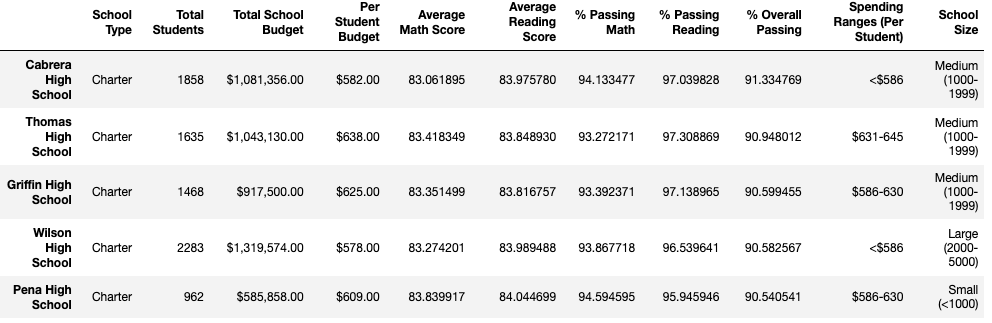 School Type Total Students Total School Budget Per Student Budget Average Math Score Average Reading Score % Passing Math % Passing Reading % Overall Passing Spending Ranges (Per Student) School Size
Cabrera High School Charter 1858 $1,081,356.00 $582.00 83.061895 83.975780 94.133477 97.039828 91.334769 <$586 Medium (1000-1999)
Thomas High School Charter 1635 $1,043,130.00 $638.00 83.418349 83.848930 93.272171 97.308869 90.948012 $631-645 Medium (1000-1999)
Griffin High School Charter 1468 $917,500.00 $625.00 83.351499 83.816757 93.392371 97.138965 90.599455 $586-630 Medium (1000-1999)
Wilson High School Charter 2283 $1,319,574.00 $578.00 83.274201 83.989488 93.867718 96.539641 90.582567 <$586 Large (2000-5000)
Pena High School Charter 962 $585,858.00 $609.00 83.839917 84.044699 94.594595 95.945946 90.540541 $586-630 Small (<1000)